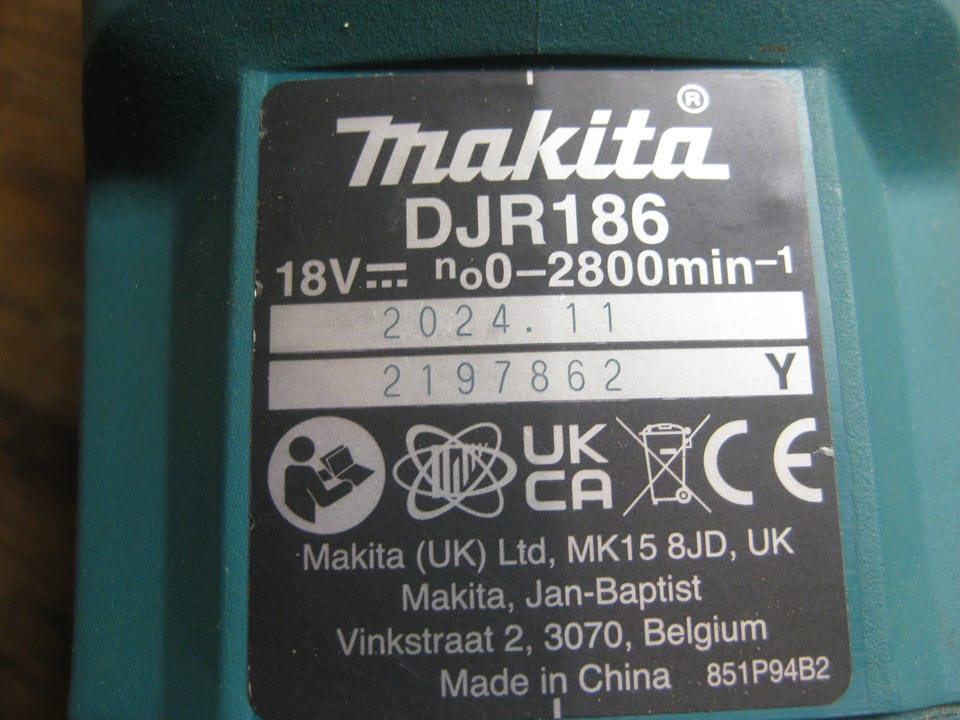 makita®
DJR186
18V⎓ n₀0–2800min⁻¹
2024.11
2197862 Y
UK
CA
CE
Makita (UK) Ltd, MK15 8JD, UK
Makita, Jan-Baptist
Vinkstraat 2, 3070, Belgium
Made in China 851P94B2